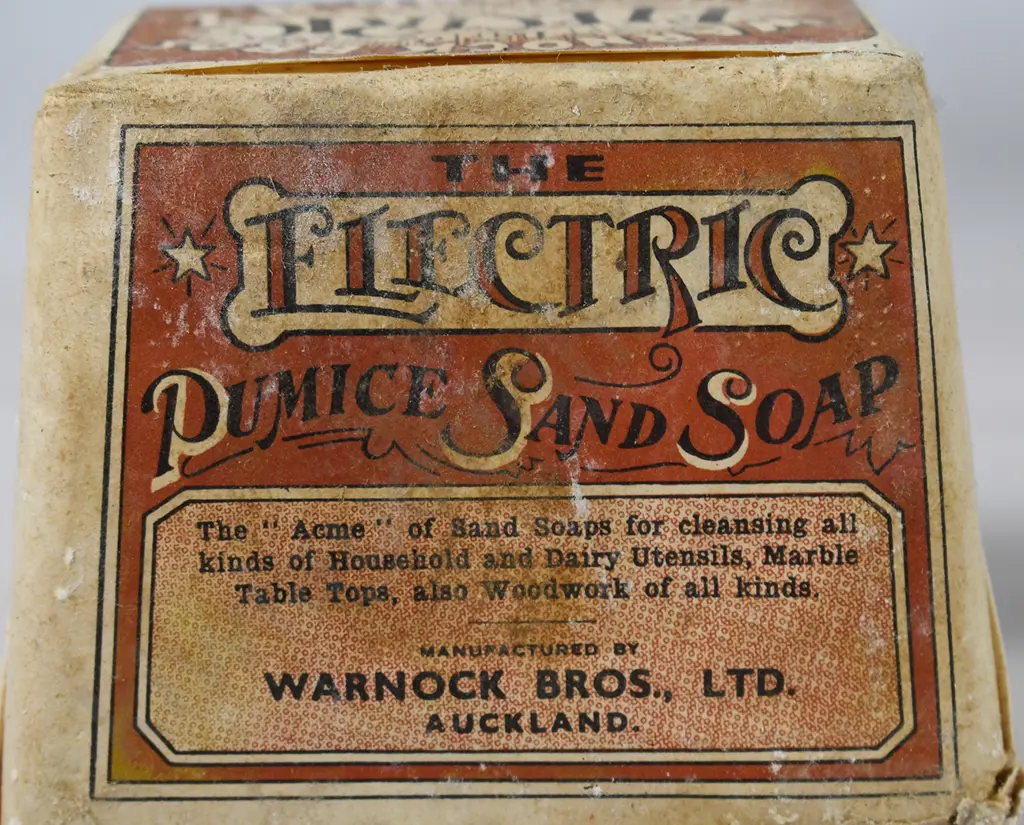 THE
ELECTRIC
PUMICE SAND SOAP
The "Acme" of Sand Soaps for cleansing all
kinds of Household and Dairy Utensils, Marble
Table Tops, also Woodwork of all kinds.
MANUFACTURED BY
WARNOCK BROS., LTD.
AUCKLAND.